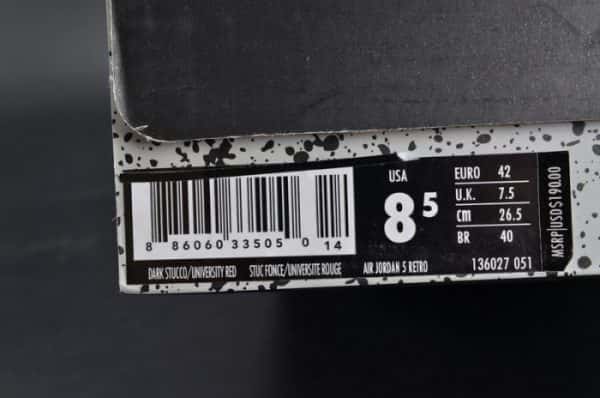 USA
8 5
EURO 42
U.K. 7.5
cm 26.5
BR 40
MSRP|USD$190.00
8 86060 33505 0 14
DARK STUCCO/UNIVERSITY RED STUC FONCE/UNIVERSITE ROUGE AIR JORDAN 5 RETRO 136027 051